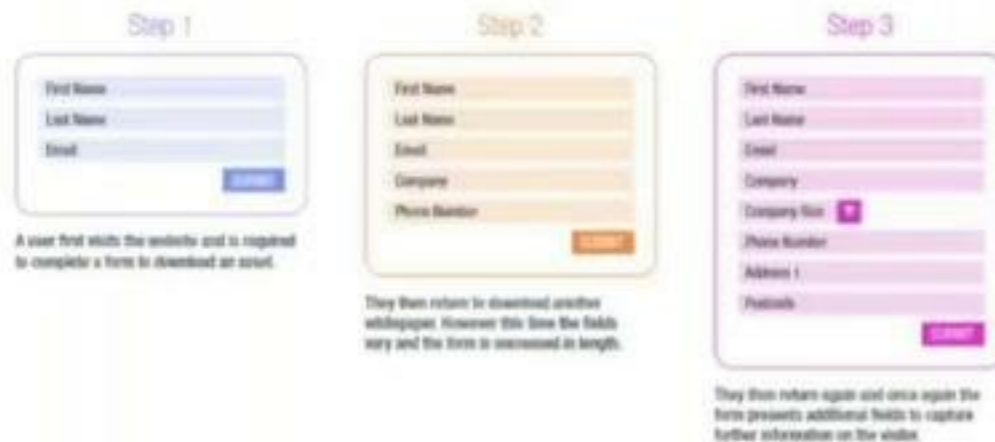 Step 1
First Name
Last Name
Email
SUBMIT
A user first visits the website and is required
to complete a form to download an asset.
Step 2
First Name
Last Name
Email
Company
Phone Number
SUBMIT
They then return to download another
whitepaper. However this time the fields
vary and the form is increased in length.
Step 3
First Name
Last Name
Email
Company
Company Size
Phone Number
Address 1
Postcode
SUBMIT
They then return again and once again the
form presents additional fields to capture
further information on the visitor.